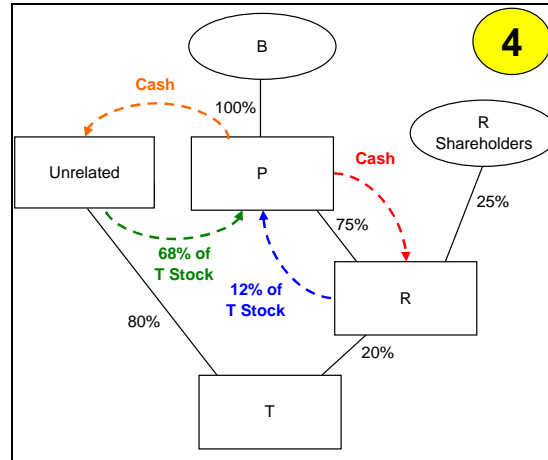 4
B
Cash
100%
Unrelated
P
R
Shareholders
Cash
75%
25%
68% of
T Stock
12% of
T Stock
R
80%
20%
T